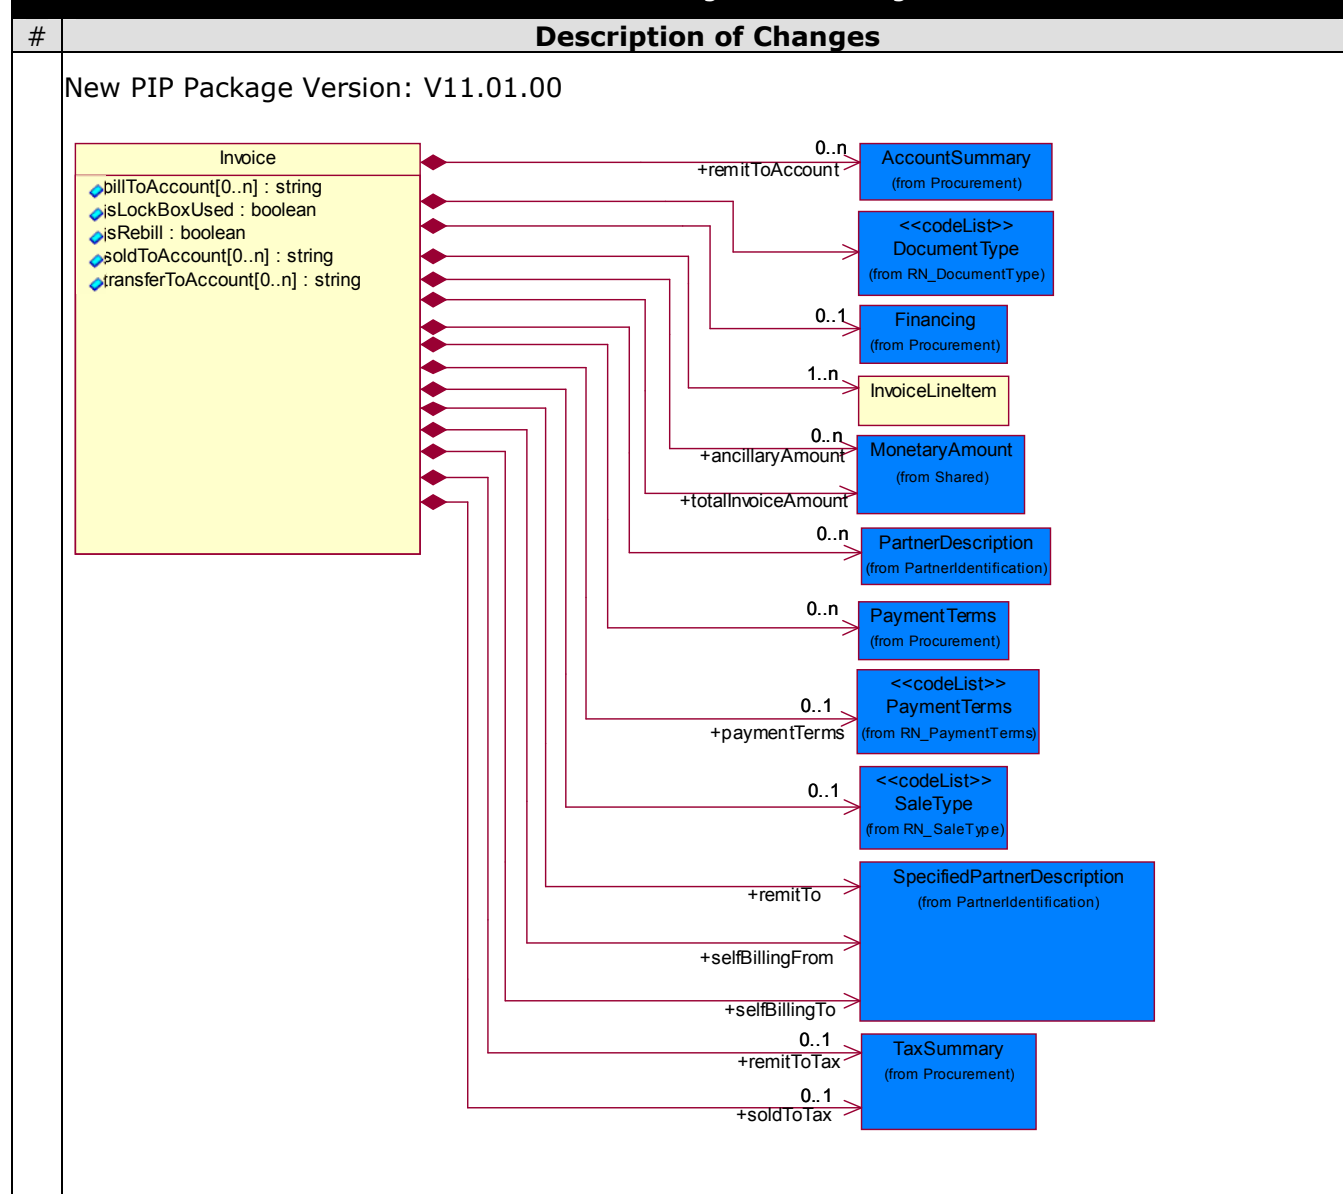 #
Description of Changes
New PIP Package Version: V11.01.00
Invoice
billToAccount[0..n] : string
isLockBoxUsed : boolean
isRebill : boolean
soldToAccount[0..n] : string
transferToAccount[0..n] : string
0..n
+remitToAccount
AccountSummary
(from Procurement)
<<codeList>>
DocumentType
(from RN_DocumentType)
0..1
Financing
(from Procurement)
1..n
InvoiceLineItem
0..n
+ancillaryAmount
MonetaryAmount
(from Shared)
+totalInvoiceAmount
0..n
PartnerDescription
(from PartnerIdentification)
0..n
PaymentTerms
(from Procurement)
<<codeList>>
PaymentTerms
(from RN_PaymentTerms)
0..1
+paymentTerms
<<codeList>>
SaleType
(from RN_SaleType)
0..1
SpecifiedPartnerDescription
(from PartnerIdentification)
+remitTo
+selfBillingFrom
+selfBillingTo
0..1
+remitToTax
TaxSummary
(from Procurement)
0..1
+soldToTax